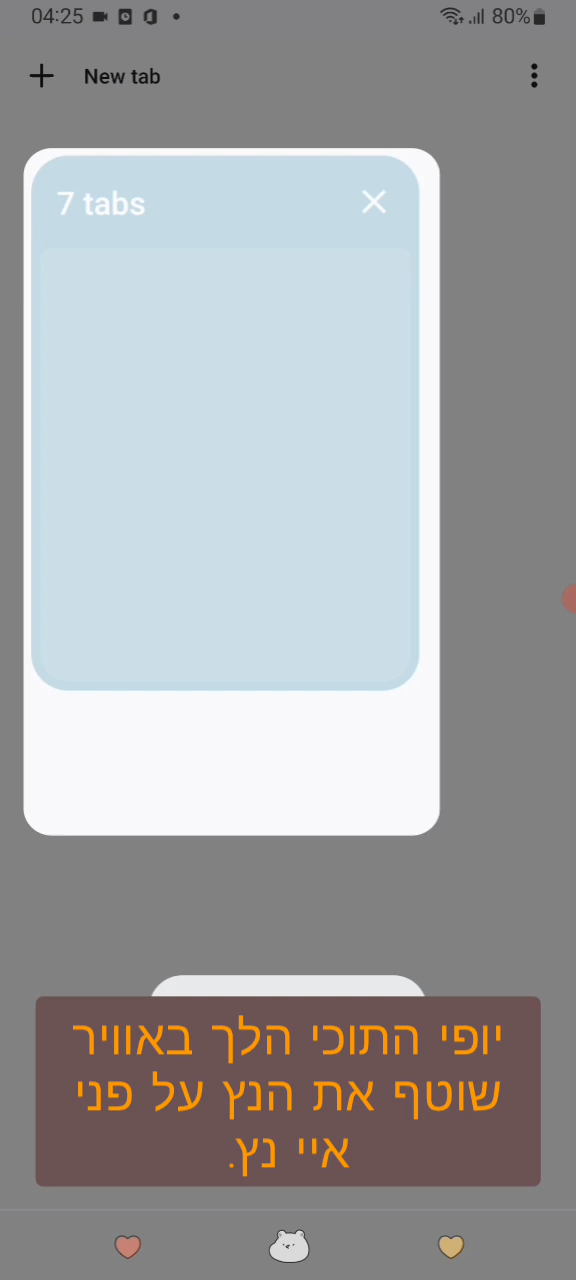 04:25
80%
New tab
7 tabs
יופי התוכי הלך באוויר
שוטף את הנץ על פני
איי נץ.